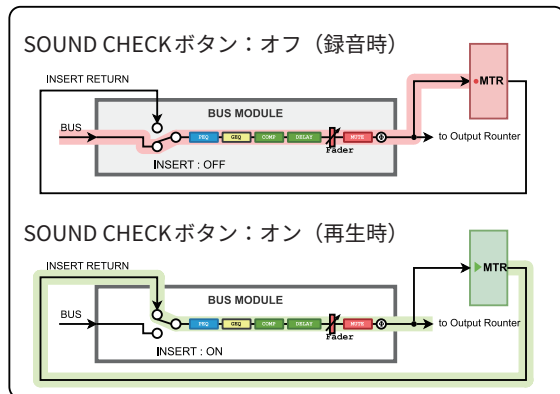 SOUND CHECKボタン：オフ（録音時）
INSERT RETURN
●MTR
BUS MODULE
BUS
PEQ GEQ COMP DELAY MUTE Φ
to Output Rounter
Fader
INSERT : OFF
SOUND CHECKボタン：オン（再生時）
INSERT RETURN
▶MTR
BUS MODULE
BUS
PEQ GEQ COMP DELAY MUTE Φ
to Output Rounter
Fader
INSERT : ON